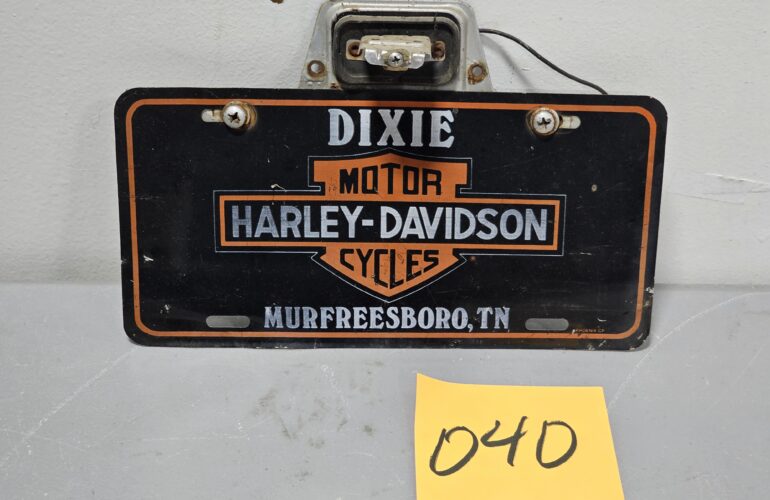 DIXIE
MOTOR
HARLEY-DAVIDSON
CYCLES
MURFREESBORO, TN
040